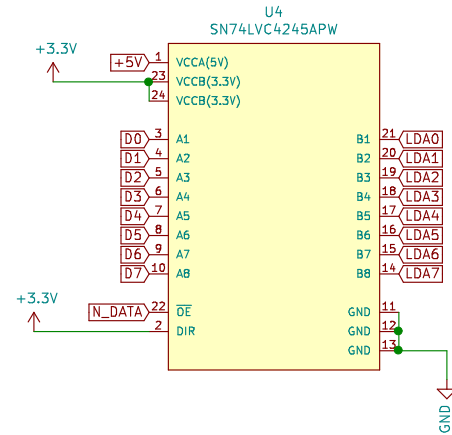 U4
SN74LVC4245APW
+3.3V
+5V 1 VCCA(5V)
23 VCCB(3.3V)
24 VCCB(3.3V)
D0 3 A1 B1 21 LDA0
D1 4 A2 B2 20 LDA1
D2 5 A3 B3 19 LDA2
D3 6 A4 B4 18 LDA3
D4 7 A5 B5 17 LDA4
D5 8 A6 B6 16 LDA5
D6 9 A7 B7 15 LDA6
D7 10 A8 B8 14 LDA7
+3.3V
N_DATA 22 OE GND 11
2 DIR GND 12
GND 13
GND